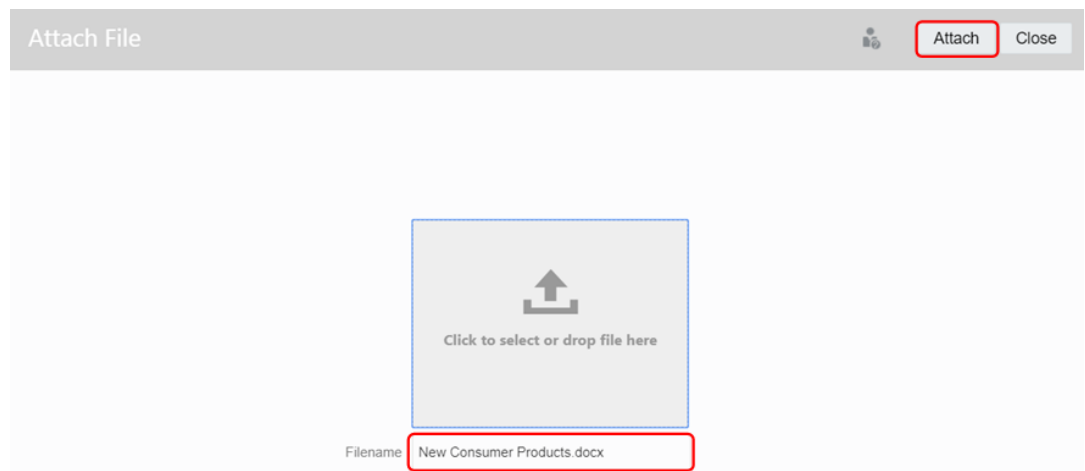 Attach File
Attach
Close
Click to select or drop file here
Filename
New Consumer Products.docx